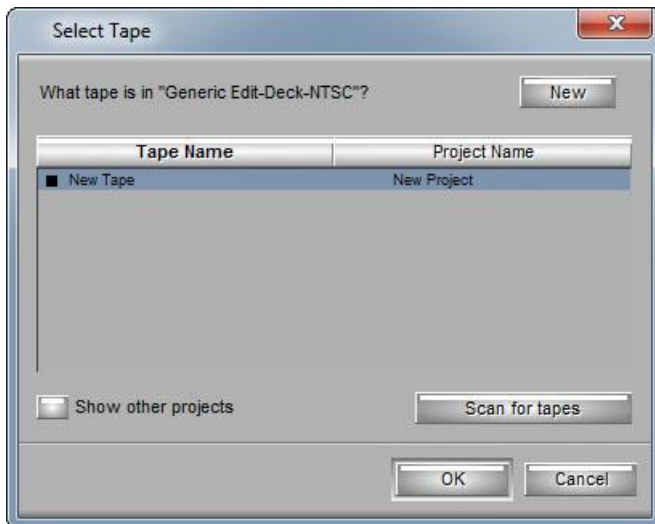 Select Tape
What tape is in "Generic Edit-Deck-NTSC"?
New
Tape Name Project Name
New Tape New Project
Show other projects
Scan for tapes
OK Cancel